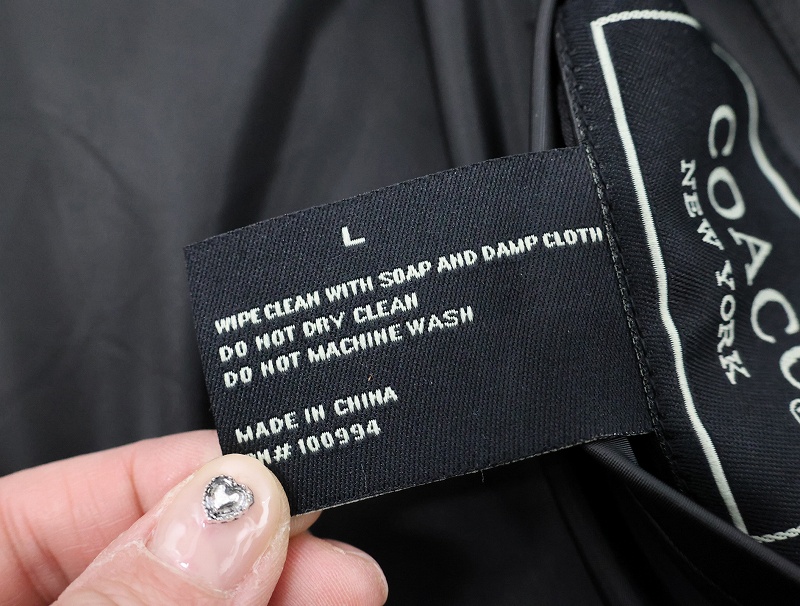 L
WIPE CLEAN WITH SOAP AND DAMP CLOTH
DO NOT DRY CLEAN
DO NOT MACHINE WASH
MADE IN CHINA
# 100994
NEW YORK